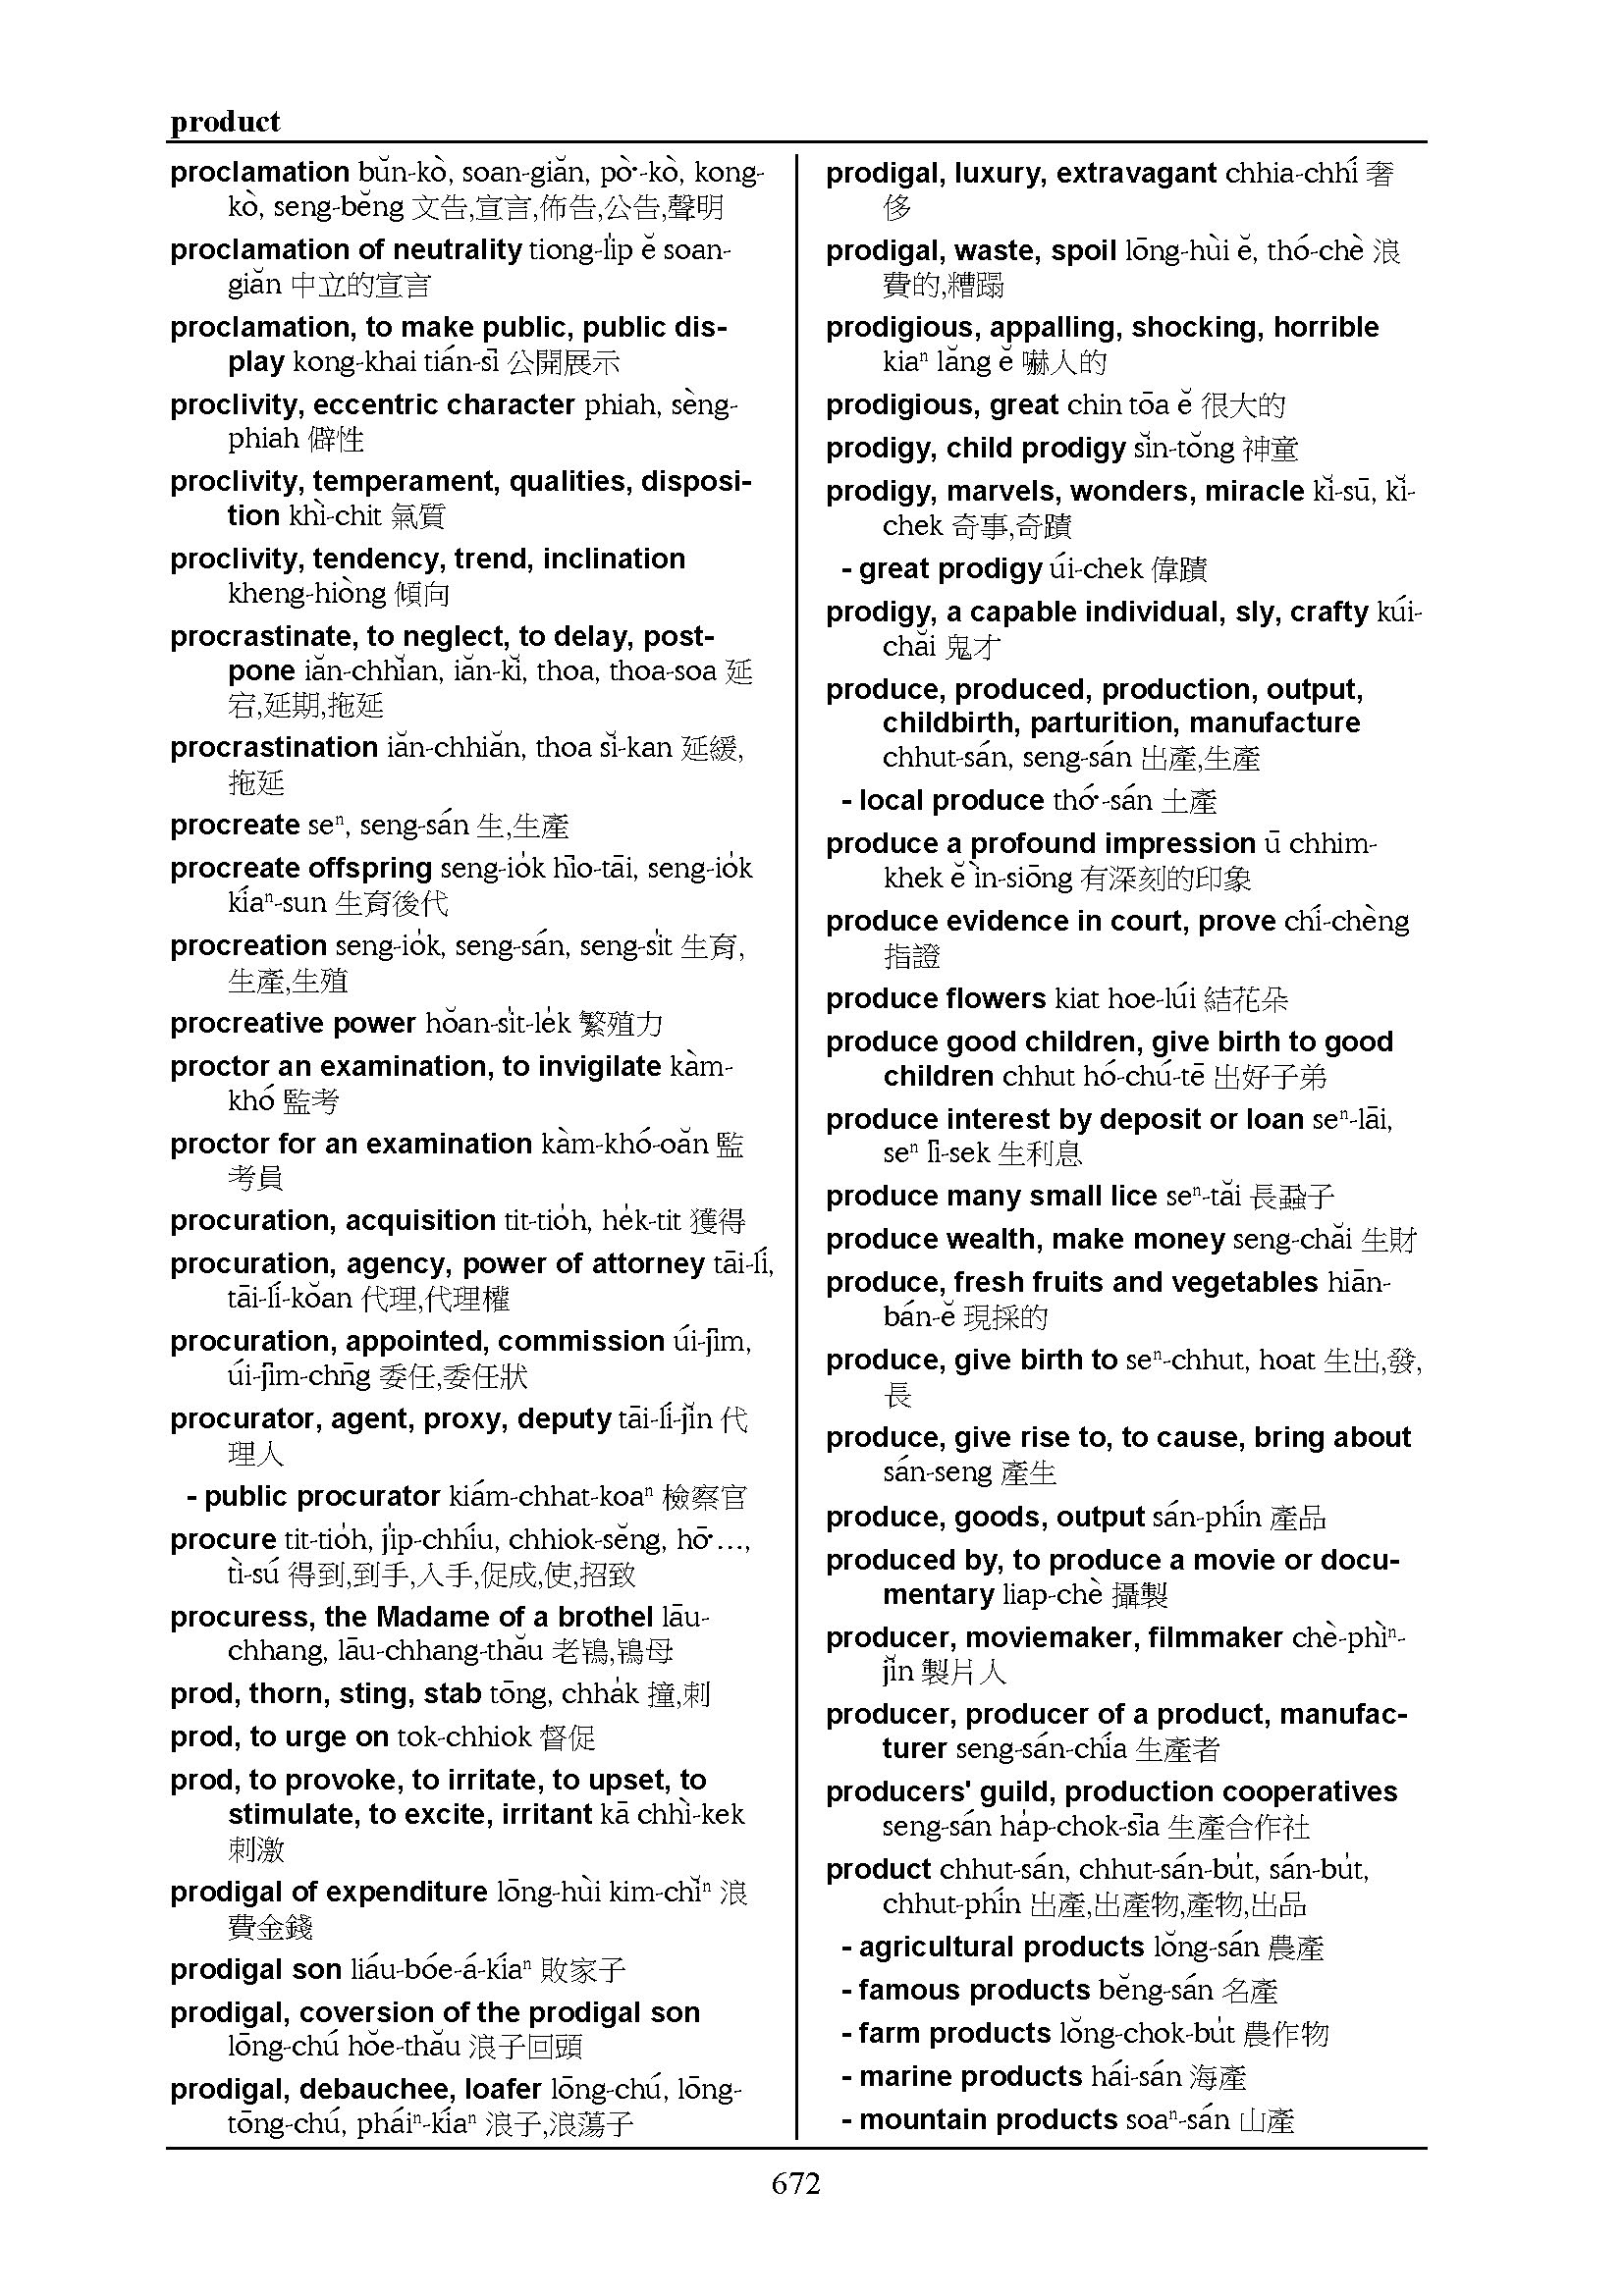 product
proclamation bŭn-kò, soan-giăn, pò͘-kò, kong-
kò, seng-bĕng 文告,宣言,佈告,公告,聲明
proclamation of neutrality tiong-li̍p ĕ soan-
giăn 中立的宣言
proclamation, to make public, public dis-
play kong-khai tián-sī 公開展示
proclivity, eccentric character phiah, sèng-
phiah 僻性
proclivity, temperament, qualities, disposi-
tion khì-chit 氣質
proclivity, tendency, trend, inclination
kheng-hiòng 傾向
procrastinate, to neglect, to delay, post-
pone iăn-chhĭan, iăn-kĭ, thoa, thoa-soa 延
宕,延期,拖延
procrastination iăn-chhiăn, thoa sĭ-kan 延緩,
拖延
procreate seⁿ, seng-sán 生,生產
procreate offspring seng-io̍k hīo-tāi, seng-io̍k
kíaⁿ-sun 生育後代
procreation seng-io̍k, seng-sán, seng-si̍t 生育,
生產,生殖
procreative power hŏan-si̍t-le̍k 繁殖力
proctor an examination, to invigilate kàm-
khó 監考
proctor for an examination kàm-khó-oăn 監
考員
procuration, acquisition tit-tio̍h, he̍k-tit 獲得
procuration, agency, power of attorney tāi-lí,
tāi-lí-kŏan 代理,代理權
procuration, appointed, commission úi-jīm,
úi-jīm-chn̄g 委任,委任狀
procurator, agent, proxy, deputy tāi-lí-jĭn 代
理人
- public procurator kiám-chhat-koaⁿ 檢察官
procure tit-tio̍h, ji̍p-chhíu, chhiok-sĕng, hō͘…,
tì-sú 得到,到手,入手,促成,使,招致
procuress, the Madame of a brothel lāu-
chhang, lāu-chhang-thău 老鴇,鴇母
prod, thorn, sting, stab tōng, chha̍k 撞,刺
prod, to urge on tok-chhiok 督促
prod, to provoke, to irritate, to upset, to
stimulate, to excite, irritant kā chhì-kek
刺激
prodigal of expenditure lōng-hùi kim-chĭⁿ 浪
費金錢
prodigal son liáu-bóe-á-kíaⁿ 敗家子
prodigal, coversion of the prodigal son
lōng-chú hŏe-thău 浪子回頭
prodigal, debauchee, loafer lōng-chú, lōng-
tōng-chú, pháiⁿ-kíaⁿ 浪子,浪蕩子
prodigal, luxury, extravagant chhia-chhí 奢
侈
prodigal, waste, spoil lōng-hùi ĕ, thó-chè 浪
費的,糟蹋
prodigious, appalling, shocking, horrible
kiaⁿ lăng ĕ 嚇人的
prodigious, great chin tōa ĕ 很大的
prodigy, child prodigy sĭn-tŏng 神童
prodigy, marvels, wonders, miracle kĭ-sū, kĭ-
chek 奇事,奇蹟
- great prodigy úi-chek 偉蹟
prodigy, a capable individual, sly, crafty kúi-
chăi 鬼才
produce, produced, production, output,
childbirth, parturition, manufacture
chhut-sán, seng-sán 出產,生產
- local produce thó͘-sán 土產
produce a profound impression ū chhim-
khek ĕ ìn-siōng 有深刻的印象
produce evidence in court, prove chí-chèng
指證
produce flowers kiat hoe-lúi 結花朵
produce good children, give birth to good
children chhut hó-chú-tē 出好子弟
produce interest by deposit or loan seⁿ-lāi,
seⁿ lī-sek 生利息
produce many small lice seⁿ-tăi 長蝨子
produce wealth, make money seng-chăi 生財
produce, fresh fruits and vegetables hiān-
bán-ĕ 現採的
produce, give birth to seⁿ-chhut, hoat 生出,發,
長
produce, give rise to, to cause, bring about
sán-seng 產生
produce, goods, output sán-phín 產品
produced by, to produce a movie or docu-
mentary liap-chè 攝製
producer, moviemaker, filmmaker chè-phìⁿ-
jĭn 製片人
producer, producer of a product, manufac-
turer seng-sán-chía 生產者
producers' guild, production cooperatives
seng-sán ha̍p-chok-sīa 生產合作社
product chhut-sán, chhut-sán-bu̍t, sán-bu̍t,
chhut-phín 出產,出產物,產物,出品
- agricultural products lŏng-sán 農產
- famous products bĕng-sán 名產
- farm products lŏng-chok-bu̍t 農作物
- marine products hái-sán 海產
- mountain products soaⁿ-sán 山產
672